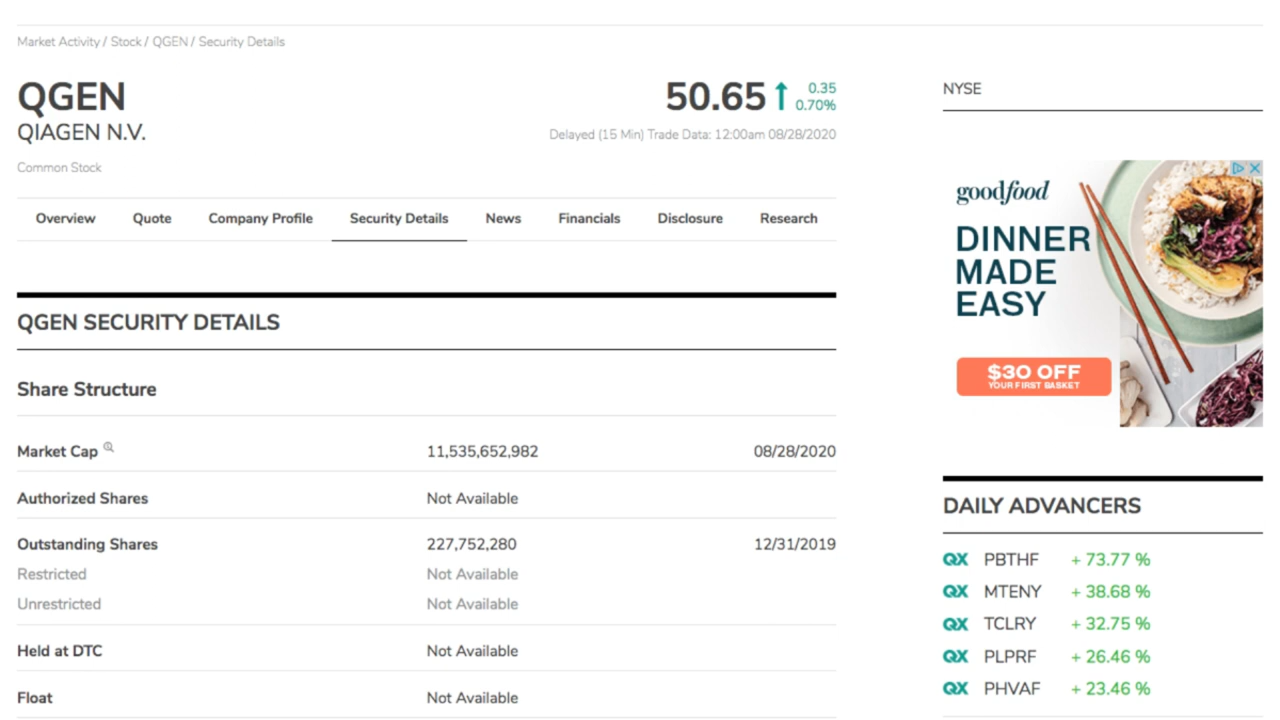 Market Activity / Stock / QGEN / Security Details
QGEN
QIAGEN N.V.
Common Stock
50.65 0.35
0.70%
Delayed (15 Min) Trade Data: 12:00am 08/28/2020
Overview Quote Company Profile Security Details News Financials Disclosure Research
QGEN SECURITY DETAILS
Share Structure
Market Cap 11,535,652,982 08/28/2020
Authorized Shares Not Available
Outstanding Shares 227,752,280 12/31/2019
Restricted Not Available
Unrestricted Not Available
Held at DTC Not Available
Float Not Available
NYSE
goodfood
DINNER
MADE
EASY
$30 OFF
YOUR FIRST BASKET
DAILY ADVANCERS
QX PBTHF + 73.77 %
QX MTENY + 38.68 %
QX TCLRY + 32.75 %
QX PLPRF + 26.46 %
QX PHVAF + 23.46 %